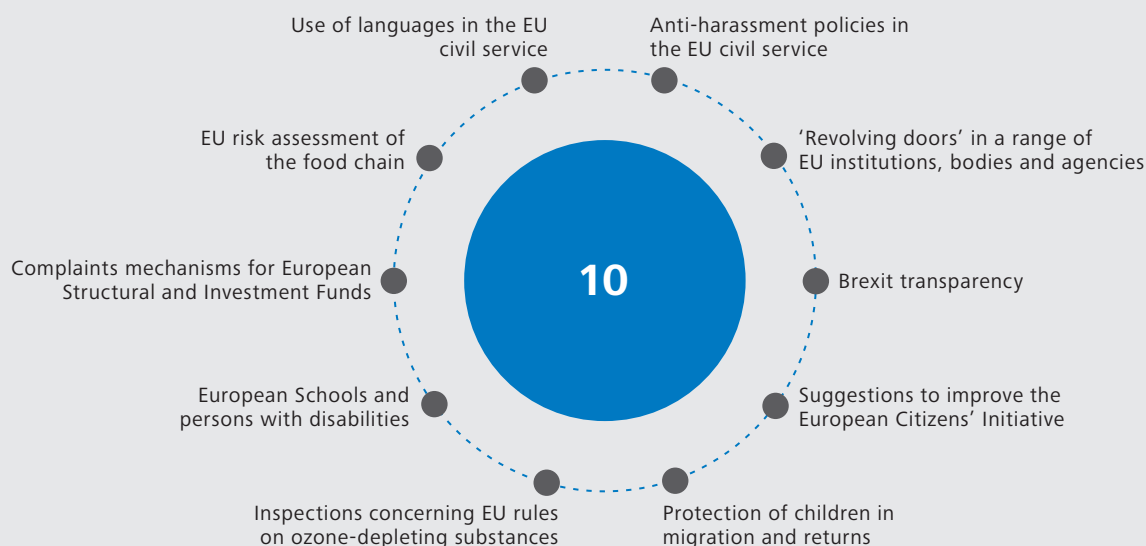 Use of languages in the EU
civil service
Anti-harassment policies in
the EU civil service
EU risk assessment of
the food chain
‘Revolving doors’ in a range of
EU institutions, bodies and agencies
Complaints mechanisms for European
Structural and Investment Funds
10
Brexit transparency
European Schools and
persons with disabilities
Suggestions to improve the
European Citizens’ Initiative
Inspections concerning EU rules
on ozone-depleting substances
Protection of children in
migration and returns